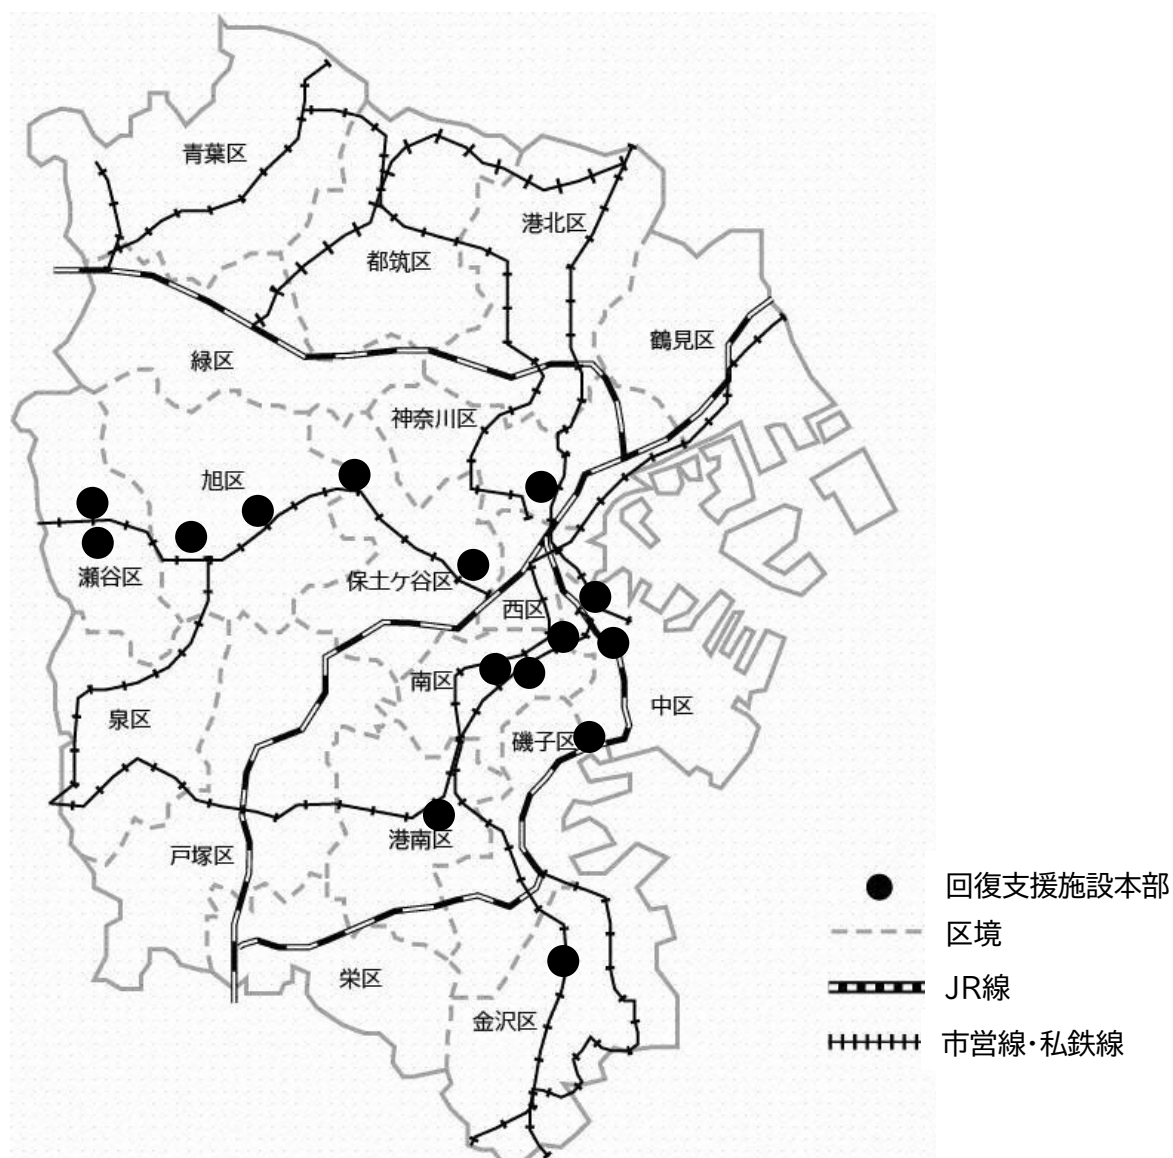 青葉区
港北区
都筑区
鶴見区
緑区
神奈川区
旭区
瀬谷区
保土ケ谷区
西区
南区
中区
泉区
磯子区
港南区
戸塚区
栄区
金沢区
回復支援施設本部
区境
JR線
市営線・私鉄線